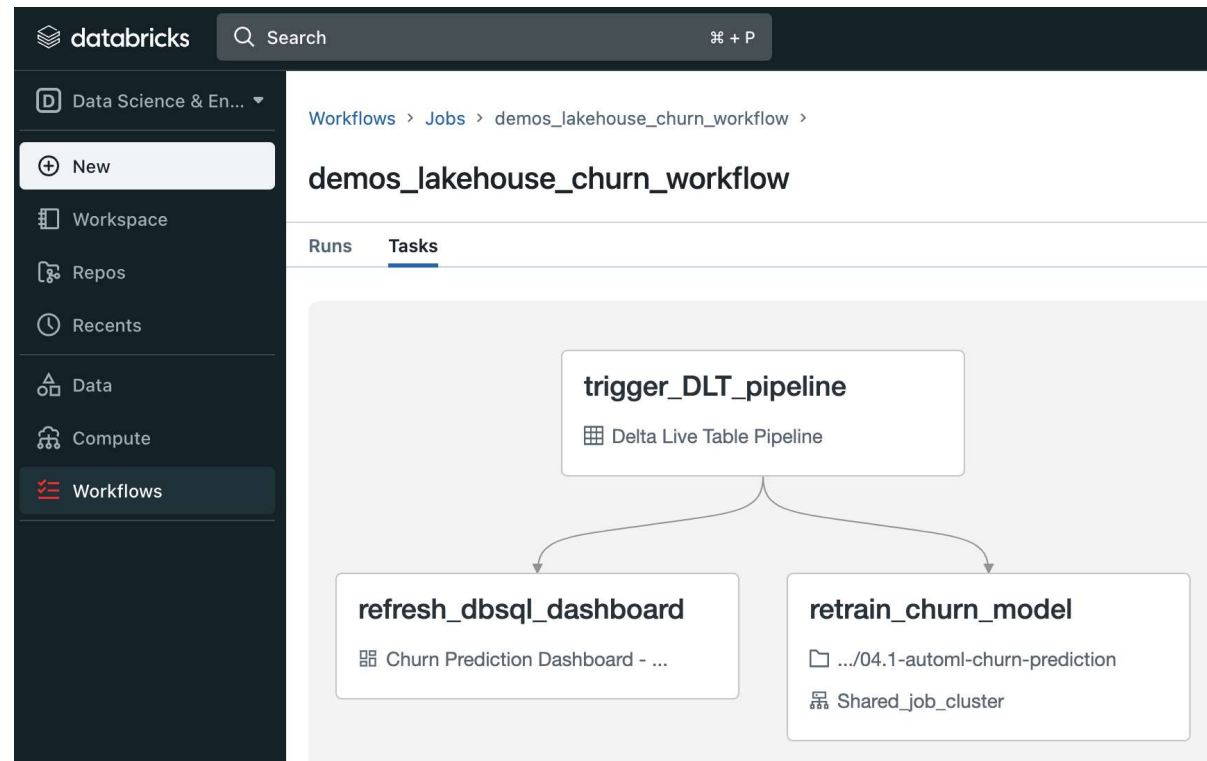 databricks
Search
⌘ + P
D Data Science & En...
New
Workspace
Repos
Recents
Data
Compute
Workflows
Workflows > Jobs > demos_lakehouse_churn_workflow >
demos_lakehouse_churn_workflow
Runs Tasks
trigger_DLT_pipeline
Delta Live Table Pipeline
refresh_dbsql_dashboard
Churn Prediction Dashboard - ...
retrain_churn_model
.../04.1-automl-churn-prediction
Shared_job_cluster